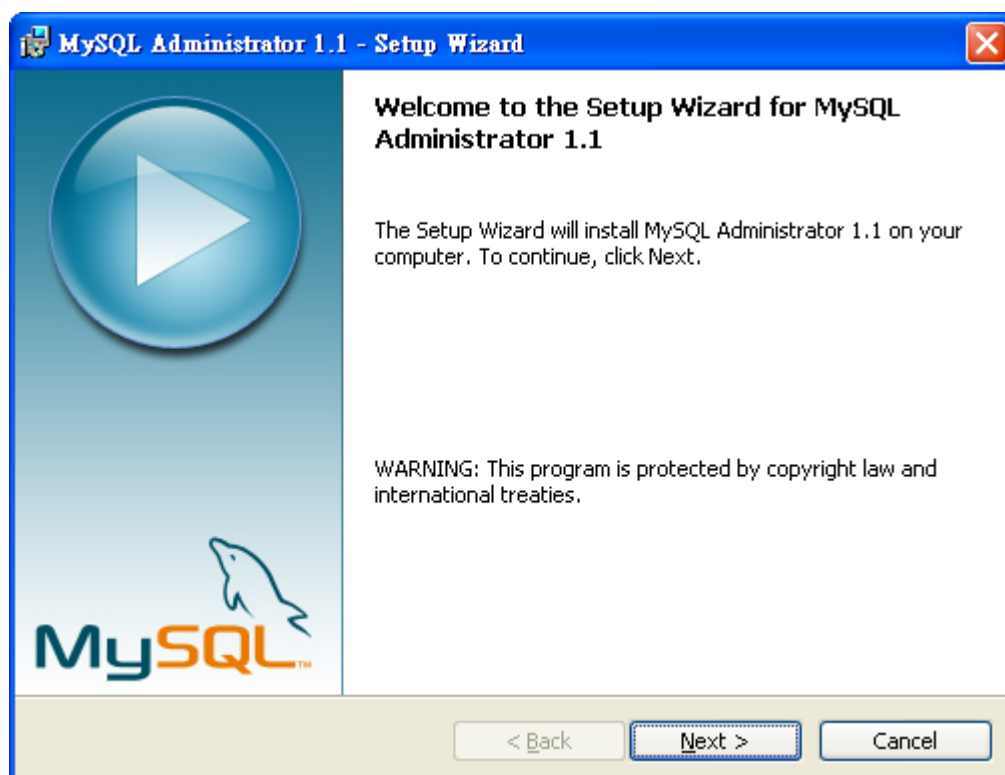 MySQL Administrator 1.1 - Setup Wizard
Welcome to the Setup Wizard for MySQL
Administrator 1.1
The Setup Wizard will install MySQL Administrator 1.1 on your
computer. To continue, click Next.
WARNING: This program is protected by copyright law and
international treaties.
MySQL™
< Back
Next >
Cancel